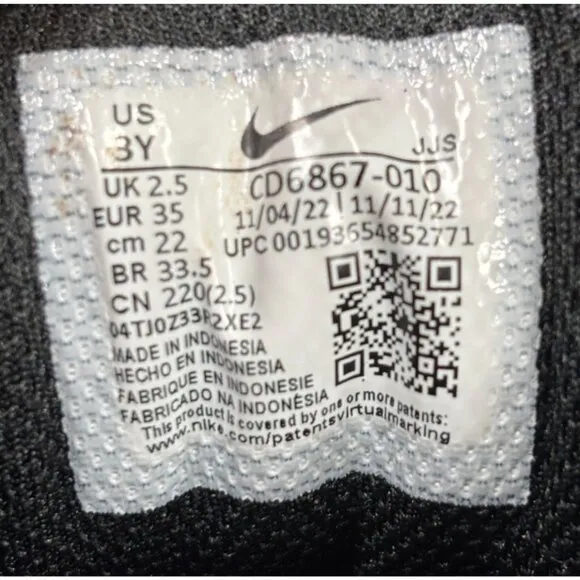 US
3Y
JJS
UK 2.5
CD6867-010
EUR 35
11/04/22 | 11/11/22
cm 22
UPC 00193654852771
BR 33.5
CN 220(2.5)
MADE IN INDONESIA
HECHO EN INDONESIA
FABRIQUE EN INDONESIE
FABRICADO NA INDONÉSIA
This product is covered by one or more patents:
www.nike.com/patentsvirtualmarking